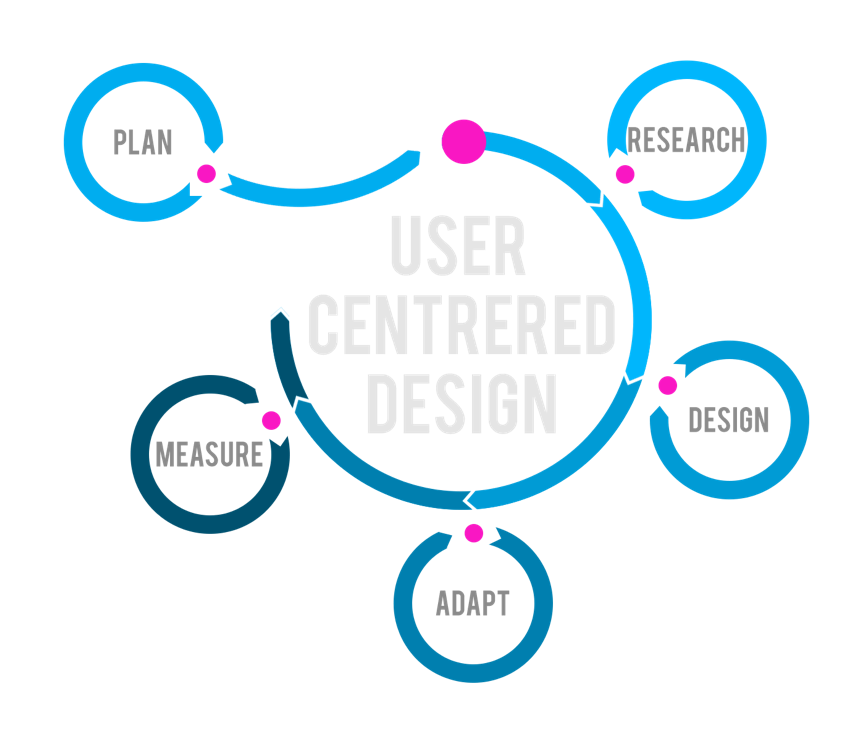 PLAN
RESEARCH
USER
CENTRERED
DESIGN
DESIGN
MEASURE
ADAPT